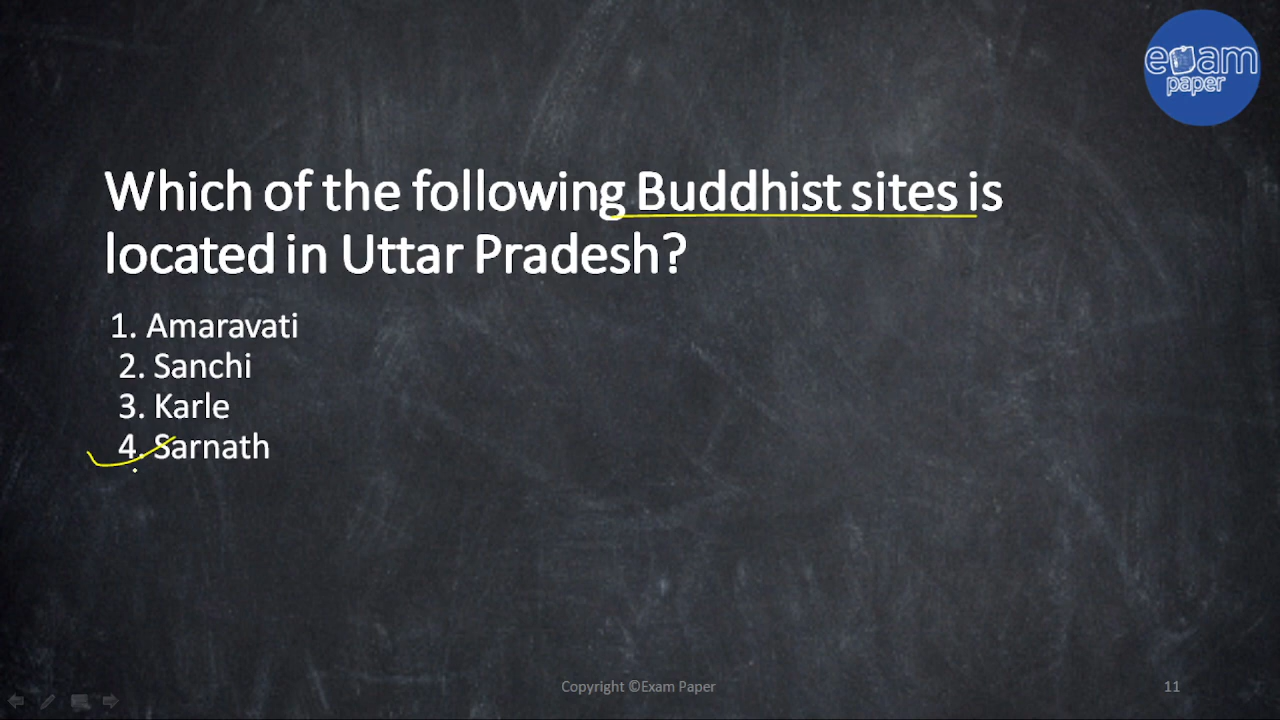 exam
paper
Which of the following Buddhist sites is
located in Uttar Pradesh?
1. Amaravati
2. Sanchi
3. Karle
4. Sarnath
Copyright ©Exam Paper
11